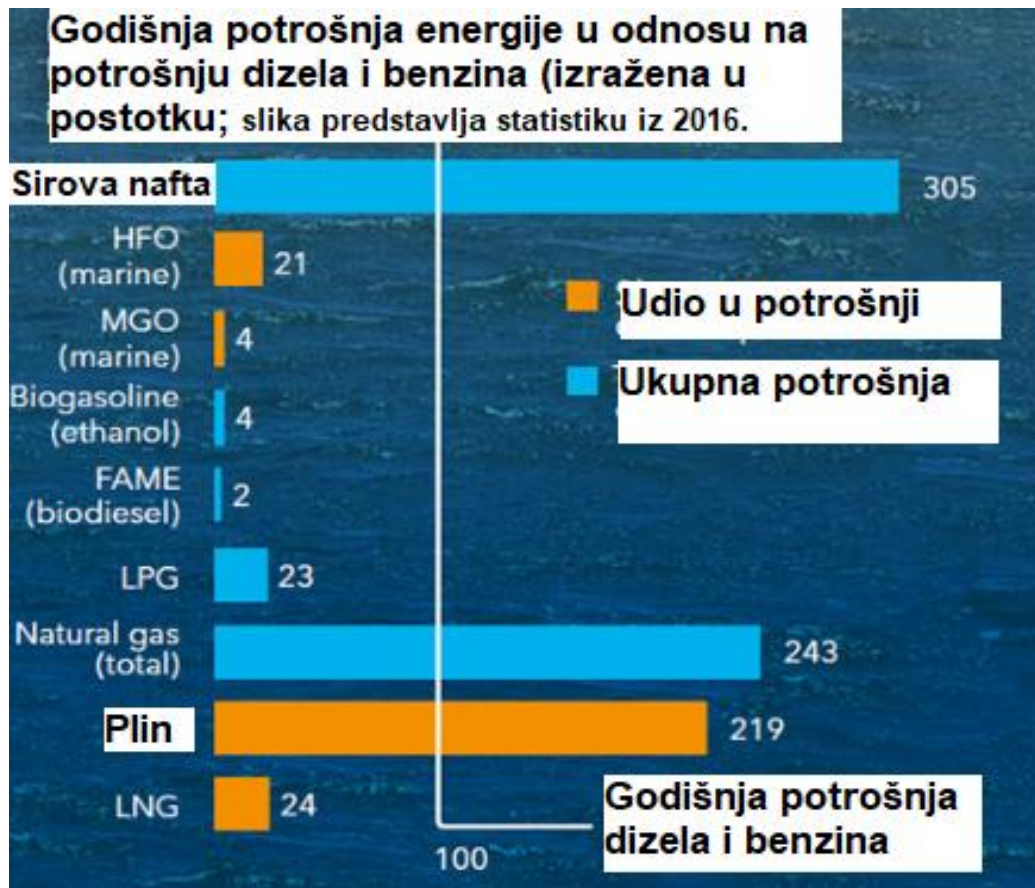 Godišnja potrošnja energije u odnosu na
potrošnju dizela i benzina (izražena u
postotku; slika predstavlja statistiku iz 2016.
Sirova nafta
305
HFO
(marine)
21
Udio u potrošnji
MGO
(marine)
4
Ukupna potrošnja
Biogasoline
(ethanol)
4
FAME
(biodiesel)
2
LPG
23
Natural gas
(total)
243
Plin
219
LNG
24
Godišnja potrošnja
dizela i benzina
100